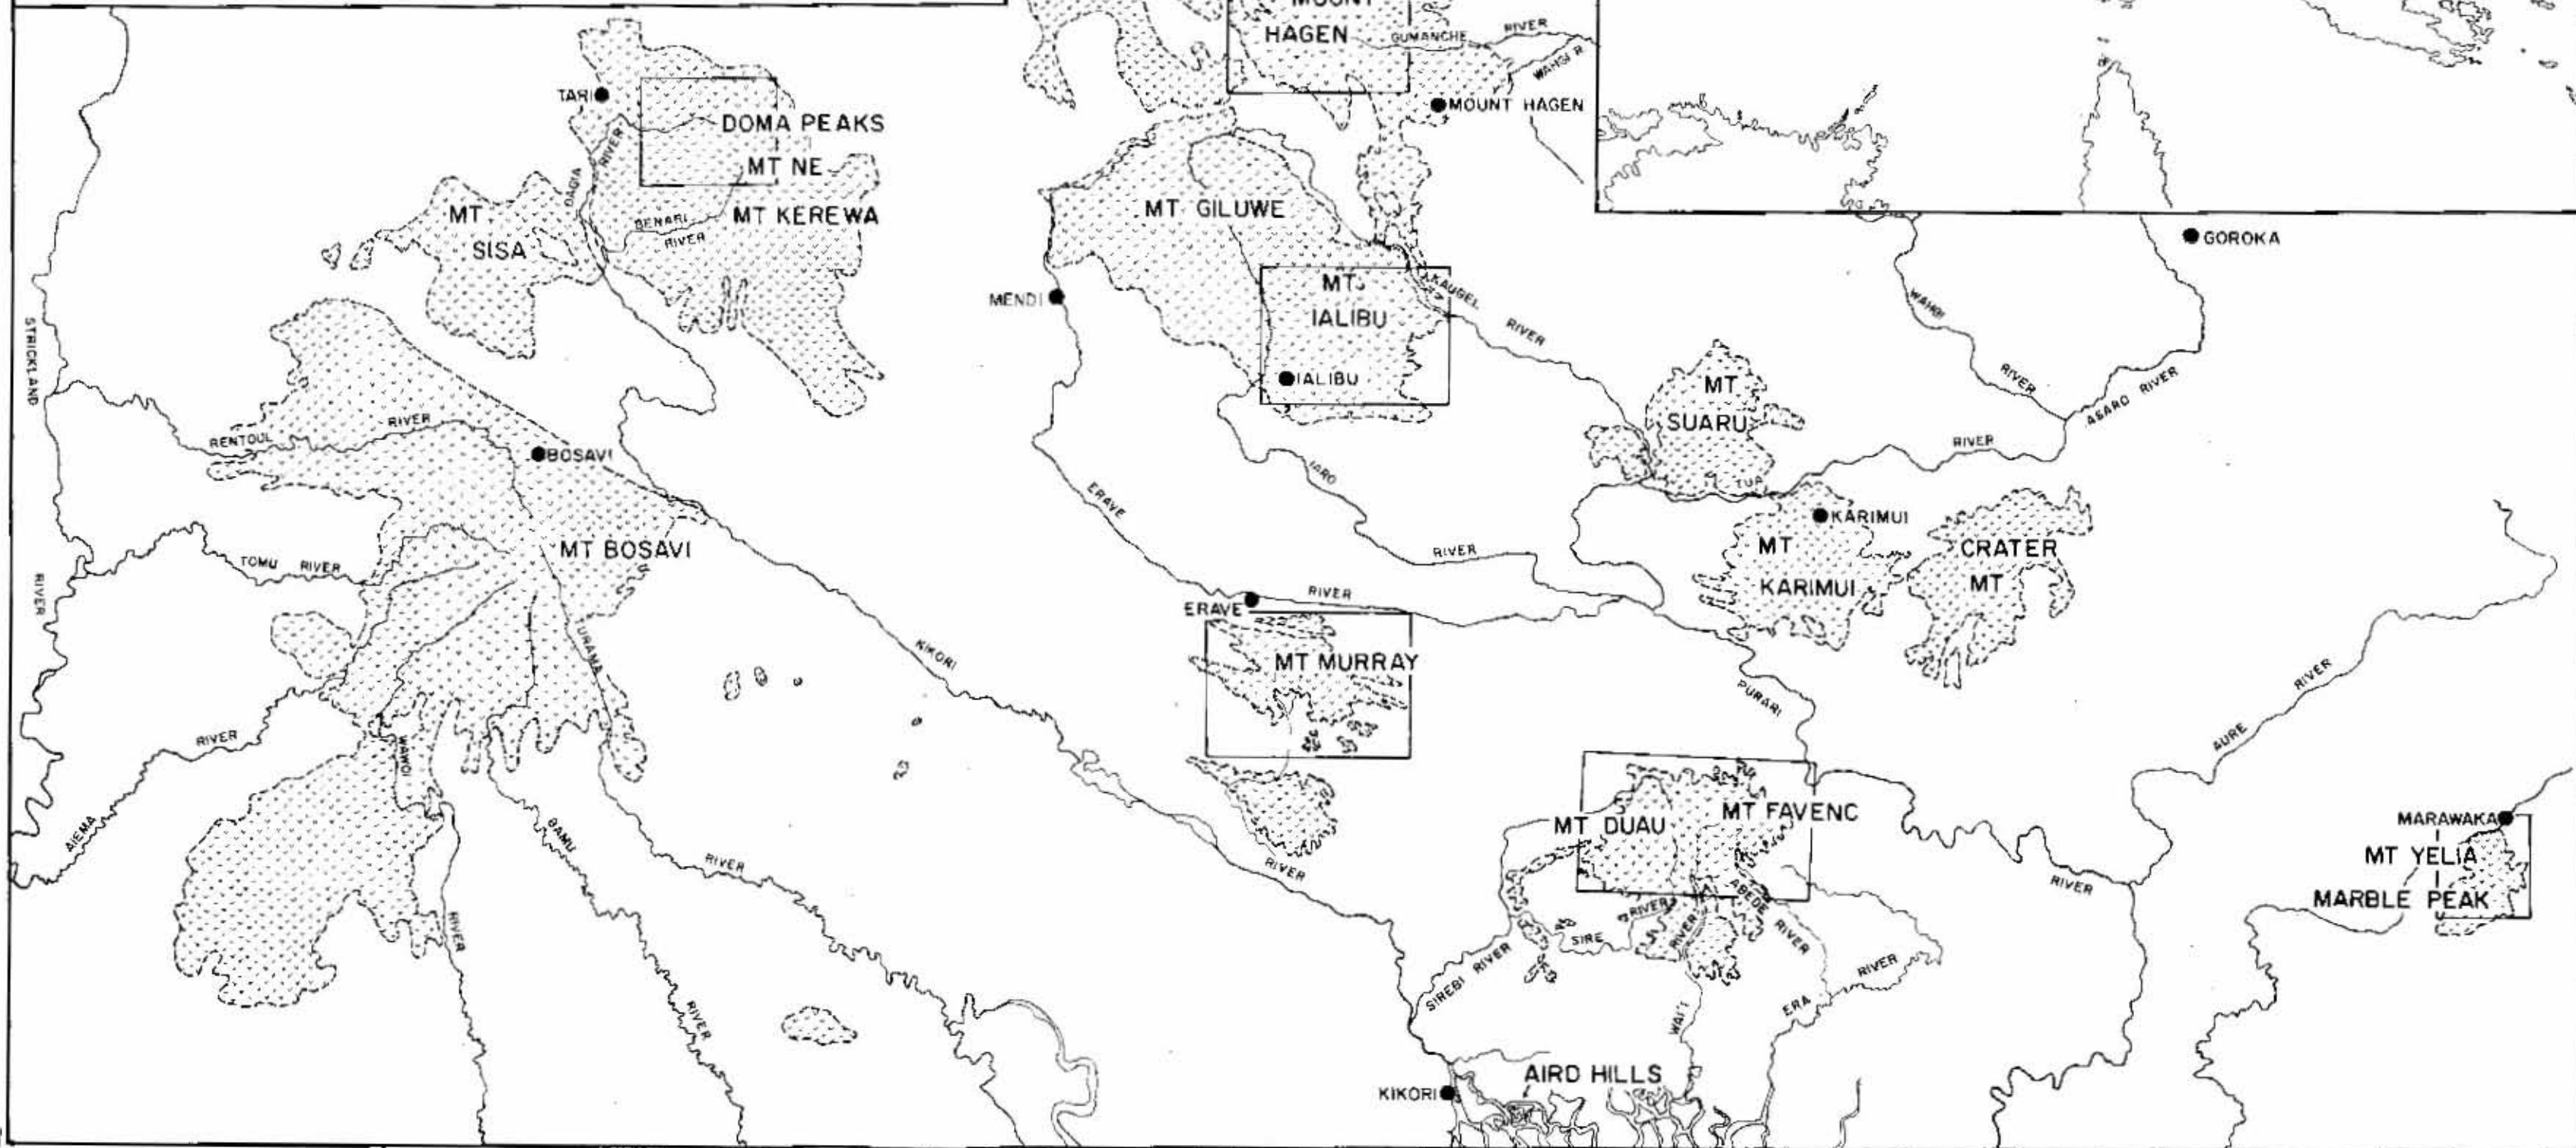 MOUNT
HAGEN
GUMANCHE RIVER
WAHGI R
TARI
MOUNT HAGEN
DOMA PEAKS
RIVER
DAGIA
MT NE
MT GILUWE
MT
SISA
BENARI
RIVER
MT KEREWA
GOROKA
MENDI
MT
IALIBU
KAUGEL
RIVER
WAHGI
RIVER
STRICKLAND
RIVER
IALIBU
MT
SUARU
ASARO RIVER
RENTOUL
RIVER
BOSAVI
RIVER
TUA
IARO
RIVER
ERAVE
RIVER
KARIMUI
MT
KARIMUI
CRATER
MT
MT BOSAVI
TOMU RIVER
ERAVE
MT MURRAY
TURAMA
RIVER
KIKORI
RIVER
PURARI
RIVER
AURE
RIVER
WAWOI
RIVER
AIEMA
RIVER
BAMU
RIVER
MT DUAU
MT FAVENC
MARAWAKA
MT YELIA
MARBLE PEAK
ABEDE
RIVER
RIVER
RIVER
SIRE
SIREBI RIVER
ERA
RIVER
WAI'I
AIRD HILLS
KIKORI